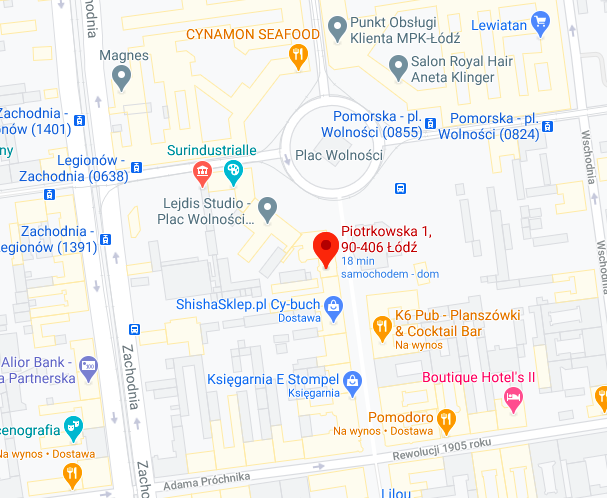 Zachodnia
CYNAMON SEAFOOD
Punkt Obsługi
Klienta MPK-Łódź
Lewiatan
Magnes
Salon Royal Hair
Aneta Klinger
Zachodnia -
onów (1401)
ny
Pomorska - pl.
Wolności (0855)
Pomorska - pl.
Wolności (0824)
Surindustrialle
Legionów -
Zachodnia (0638)
Plac Wolności
Wschodnia
Lejdis Studio -
Plac Wolności...
Zachodnia -
egionów (1391)
Piotrkowska 1,
90-406 Łódź
18 min
samochodem - dom
Wschodnia
ShishaSklep.pl Cy-buch
Dostawa
K6 Pub - Planszówki
& Cocktail Bar
Na wynos
Alior Bank -
a Partnerska
Zachodnia
Księgarnia E Stompel
Księgarnia
Boutique Hotel's II
cenografia
Na wynos • Dostawa
Pomodoro
Na wynos • Dostawa
Rewolucji 1905 roku
Adama Próchnika
Zachodnia
Lilou